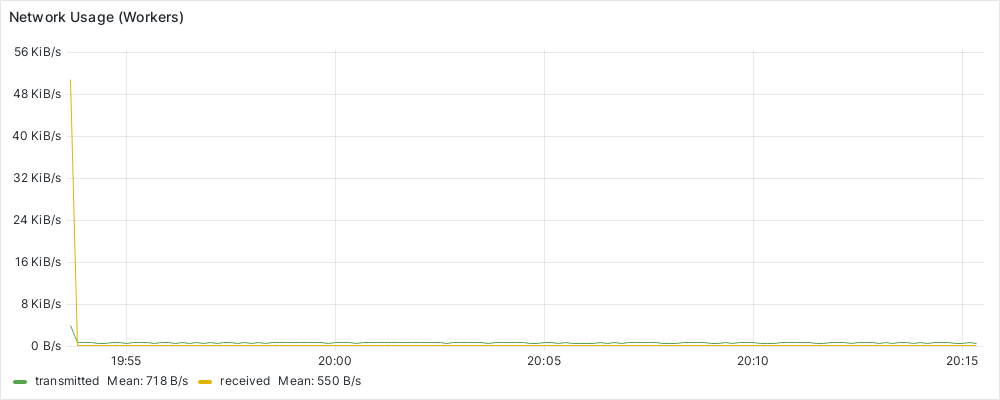 Network Usage (Workers)
56 KiB/s
48 KiB/s
40 KiB/s
32 KiB/s
24 KiB/s
16 KiB/s
8 KiB/s
0 B/s
19:55 20:00 20:05 20:10 20:15
transmitted Mean: 718 B/s received Mean: 550 B/s